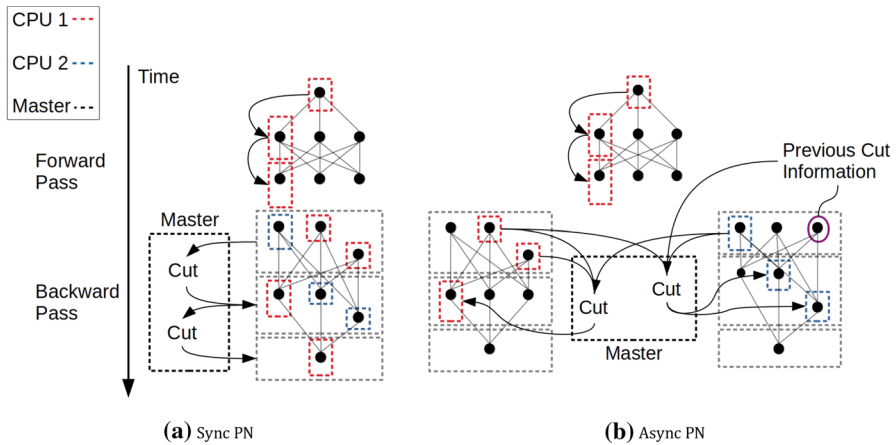 CPU 1
CPU 2
Master
Time
Forward
Pass
Previous Cut
Information
Master
Cut
Backward
Pass
Cut
Cut
Cut
Master
(a) Sync PN
(b) Async PN